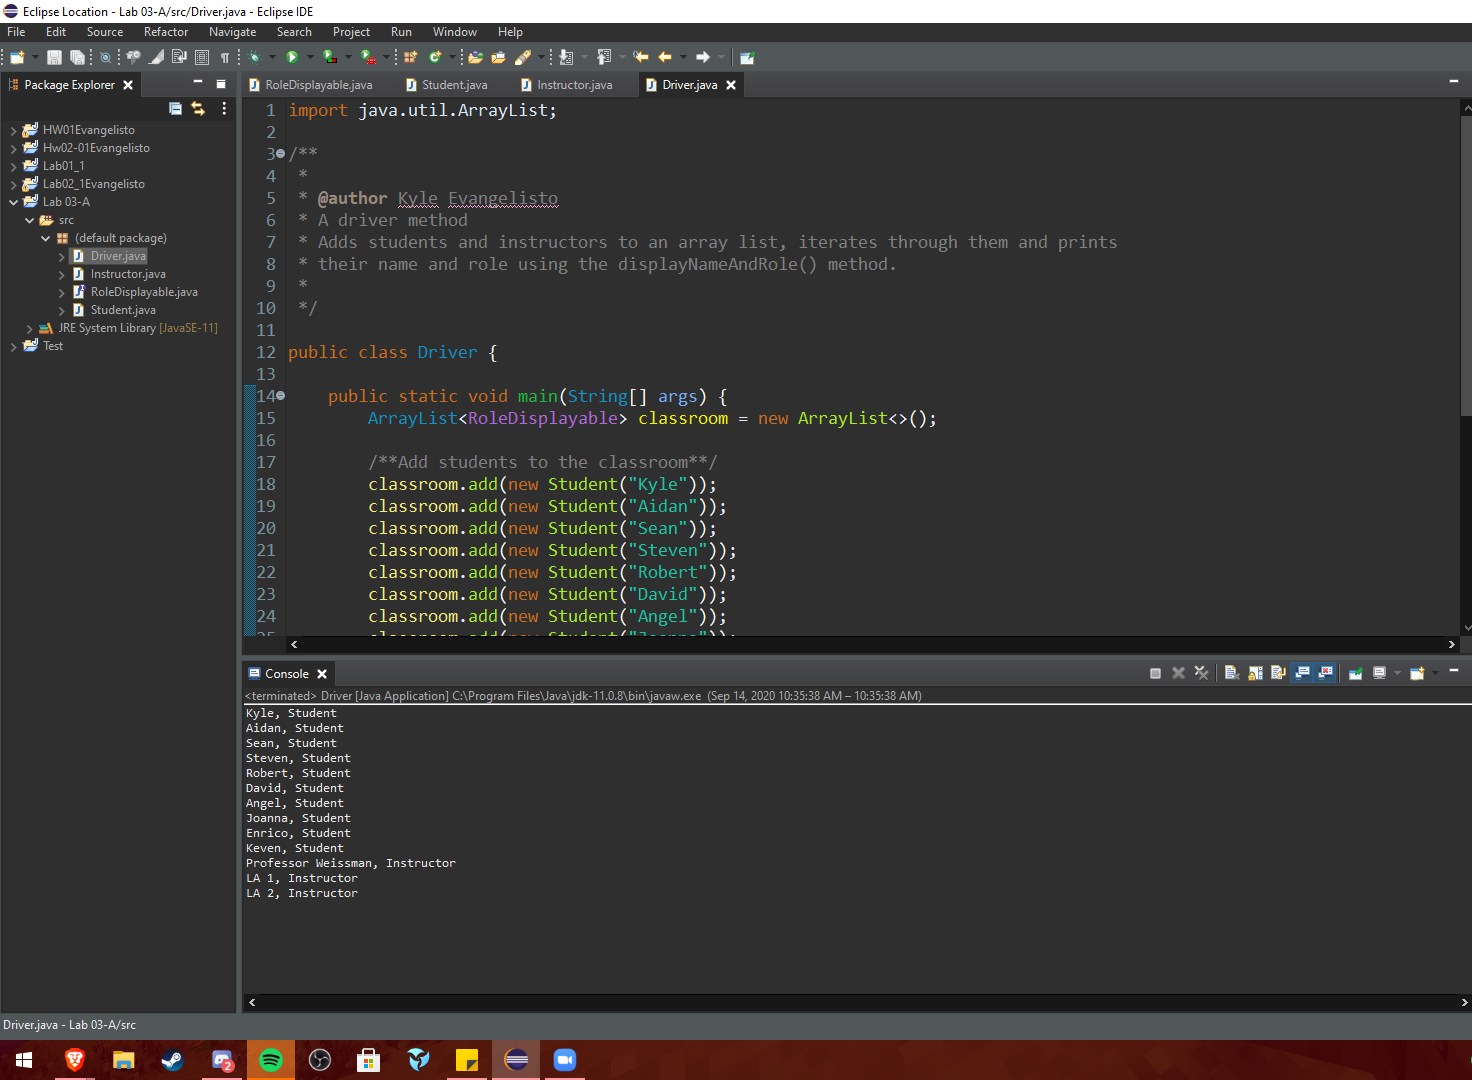 Eclipse Location - Lab 03-A/src/Driver.java - Eclipse IDE
File Edit Source Refactor Navigate Search Project Run Window Help
Package Explorer
HW01Evangelisto
Hw02-01Evangelisto
Lab01_1
Lab02_1Evangelisto
Lab 03-A
src
(default package)
Driver.java
Instructor.java
RoleDisplayable.java
Student.java
JRE System Library [JavaSE-11]
Test
RoleDisplayable.java Student.java Instructor.java Driver.java
1 import java.util.ArrayList;
2
3 /**
4 *
5 * @author Kyle Evangelisto
6 * A driver method
7 * Adds students and instructors to an array list, iterates through them and prints
8 * their name and role using the displayNameAndRole() method.
9 *
10 */
11
12 public class Driver {
13
14 public static void main(String[] args) {
15 ArrayList<RoleDisplayable> classroom = new ArrayList<>();
16
17 /**Add students to the classroom**/
18 classroom.add(new Student("Kyle"));
19 classroom.add(new Student("Aidan"));
20 classroom.add(new Student("Sean"));
21 classroom.add(new Student("Steven"));
22 classroom.add(new Student("Robert"));
23 classroom.add(new Student("David"));
24 classroom.add(new Student("Angel"));
Console
<terminated> Driver [Java Application] C:\Program Files\Java\jdk-11.0.8\bin\javaw.exe (Sep 14, 2020 10:35:38 AM – 10:35:38 AM)
Kyle, Student
Aidan, Student
Sean, Student
Steven, Student
Robert, Student
David, Student
Angel, Student
Joanna, Student
Enrico, Student
Keven, Student
Professor Weissman, Instructor
LA 1, Instructor
LA 2, Instructor
Driver.java - Lab 03-A/src
2